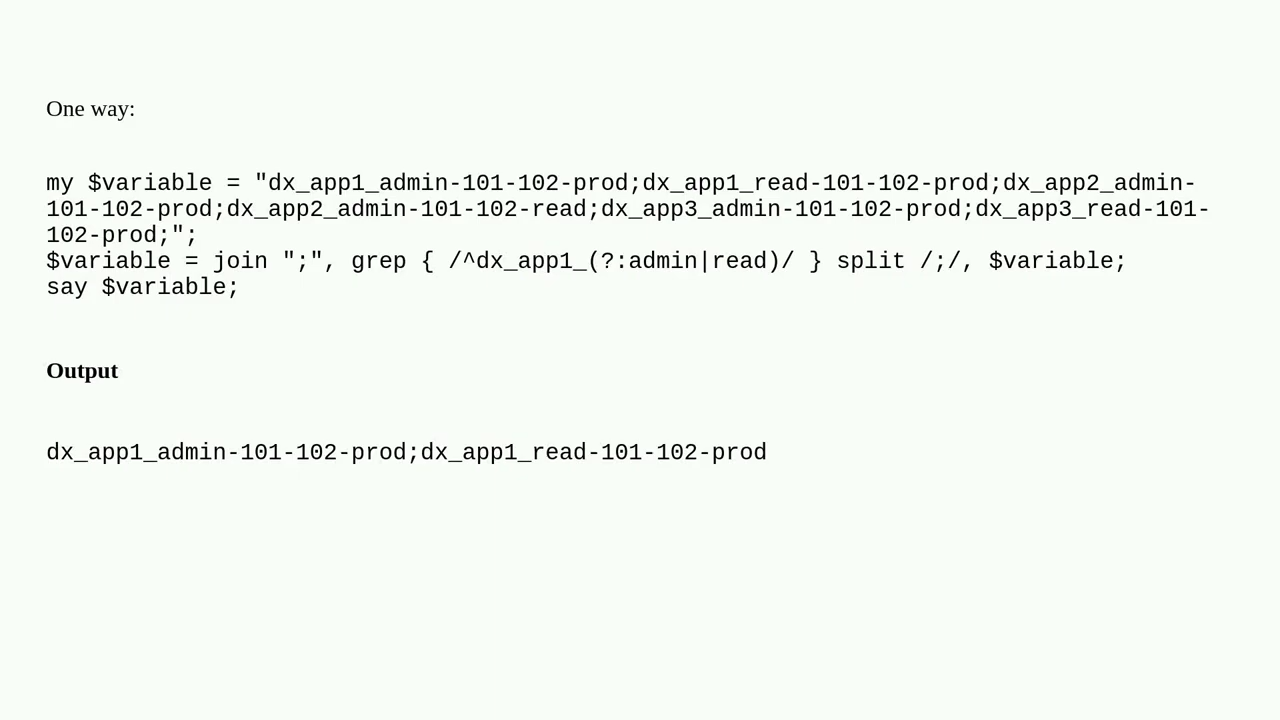 One way:
my $variable = "dx_app1_admin-101-102-prod;dx_app1_read-101-102-prod;dx_app2_admin-
101-102-prod;dx_app2_admin-101-102-read;dx_app3_admin-101-102-prod;dx_app3_read-101-
102-prod;";
$variable = join ";", grep { /^dx_app1_(?:admin|read)/ } split /;/, $variable;
say $variable;
Output
dx_app1_admin-101-102-prod;dx_app1_read-101-102-prod